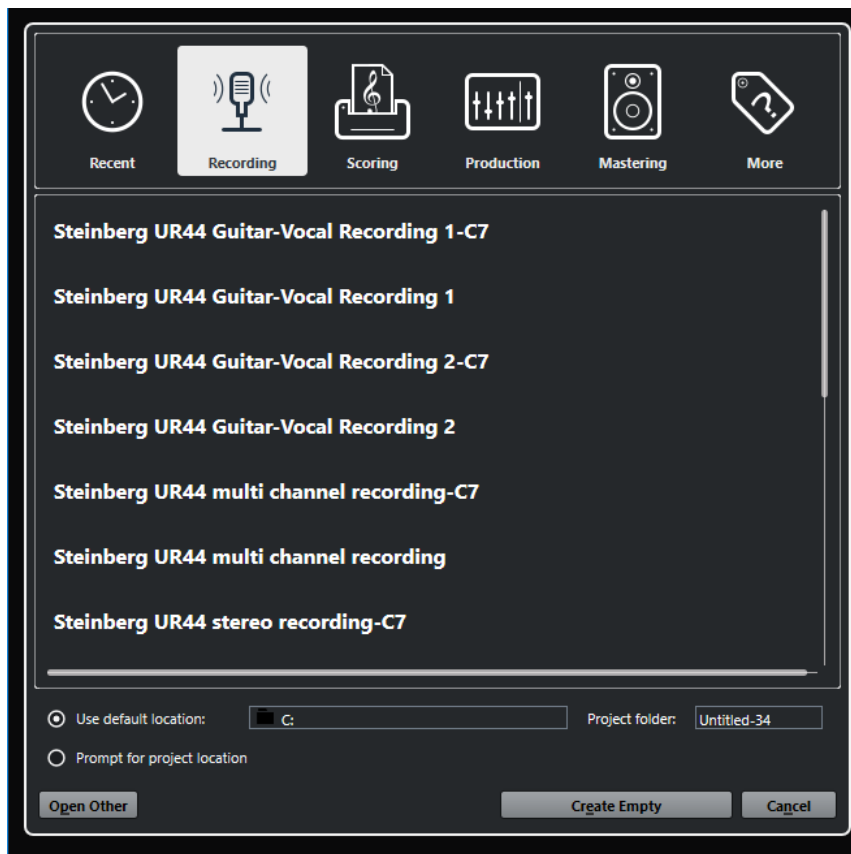 Recent Recording Scoring Production Mastering More
Steinberg UR44 Guitar-Vocal Recording 1-C7
Steinberg UR44 Guitar-Vocal Recording 1
Steinberg UR44 Guitar-Vocal Recording 2-C7
Steinberg UR44 Guitar-Vocal Recording 2
Steinberg UR44 multi channel recording-C7
Steinberg UR44 multi channel recording
Steinberg UR44 stereo recording-C7
Use default location: C: Project folder: Untitled-34
Prompt for project location
Open Other Create Empty Cancel